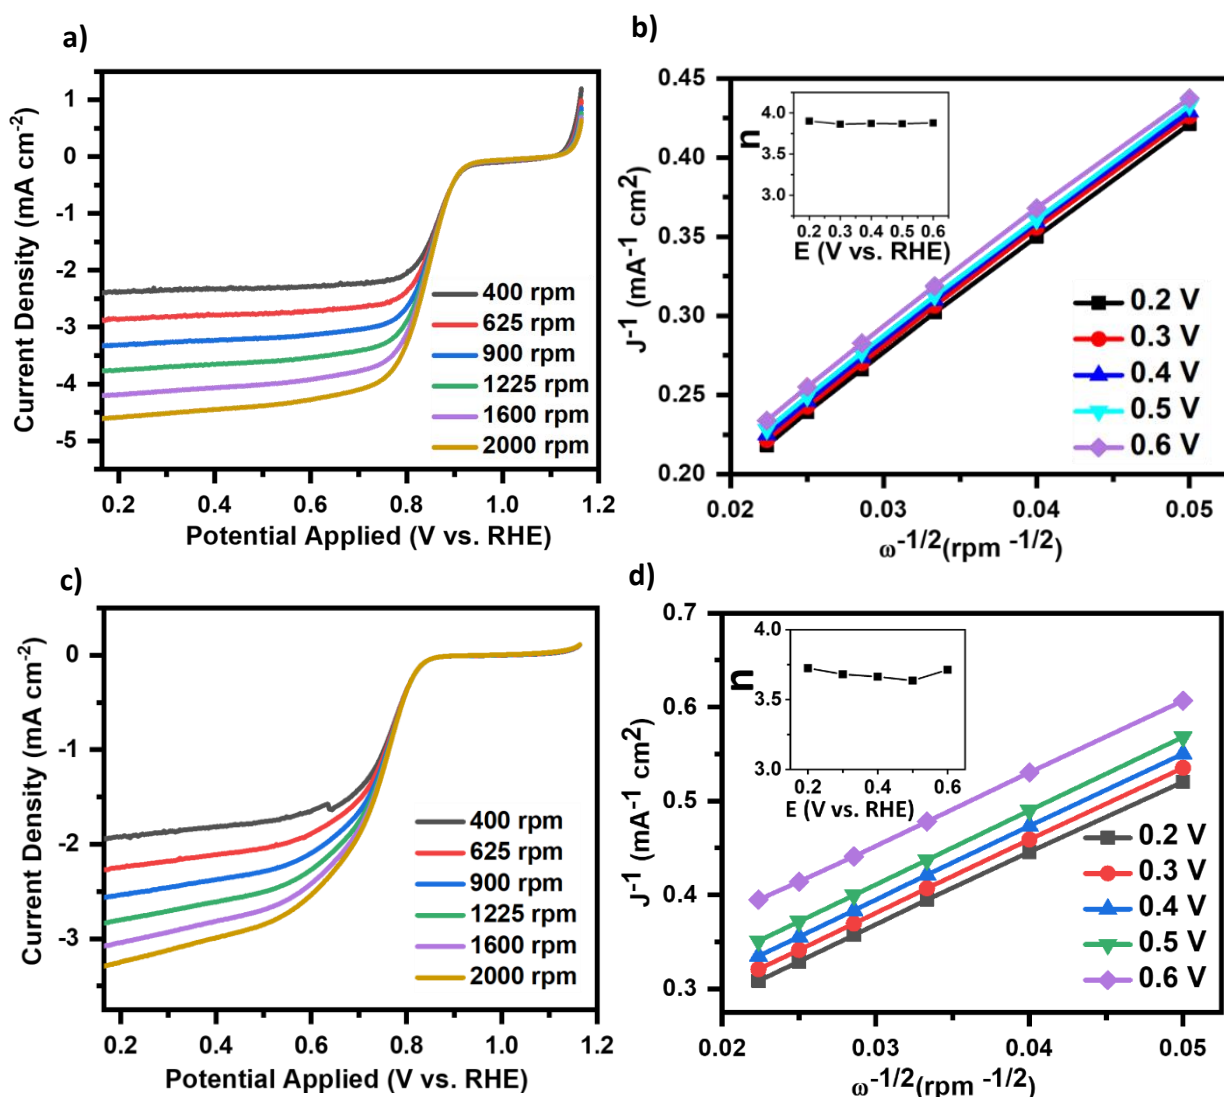 a)
1
0
-1
-2
-3
-4
-5
0.2 0.4 0.6 0.8 1.0 1.2
Current Density (mA cm⁻²)
Potential Applied (V vs. RHE)
400 rpm
625 rpm
900 rpm
1225 rpm
1600 rpm
2000 rpm
b)
0.45
0.40
0.35
0.30
0.25
0.20
0.02 0.03 0.04 0.05
J⁻¹ (mA⁻¹ cm²)
ω⁻¹/²(rpm ⁻¹/²)
4.0
3.5
3.0
n
0.2 0.3 0.4 0.5 0.6
E (V vs. RHE)
0.2 V
0.3 V
0.4 V
0.5 V
0.6 V
c)
0
-1
-2
-3
0.2 0.4 0.6 0.8 1.0 1.2
Current Density (mA cm⁻²)
Potential Applied (V vs. RHE)
400 rpm
625 rpm
900 rpm
1225 rpm
1600 rpm
2000 rpm
d)
0.7
0.6
0.5
0.4
0.3
0.02 0.03 0.04 0.05
J⁻¹ (mA⁻¹ cm²)
ω⁻¹/²(rpm ⁻¹/²)
4.0
3.5
3.0
n
0.2 0.4 0.6
E (V vs. RHE)
0.2 V
0.3 V
0.4 V
0.5 V
0.6 V